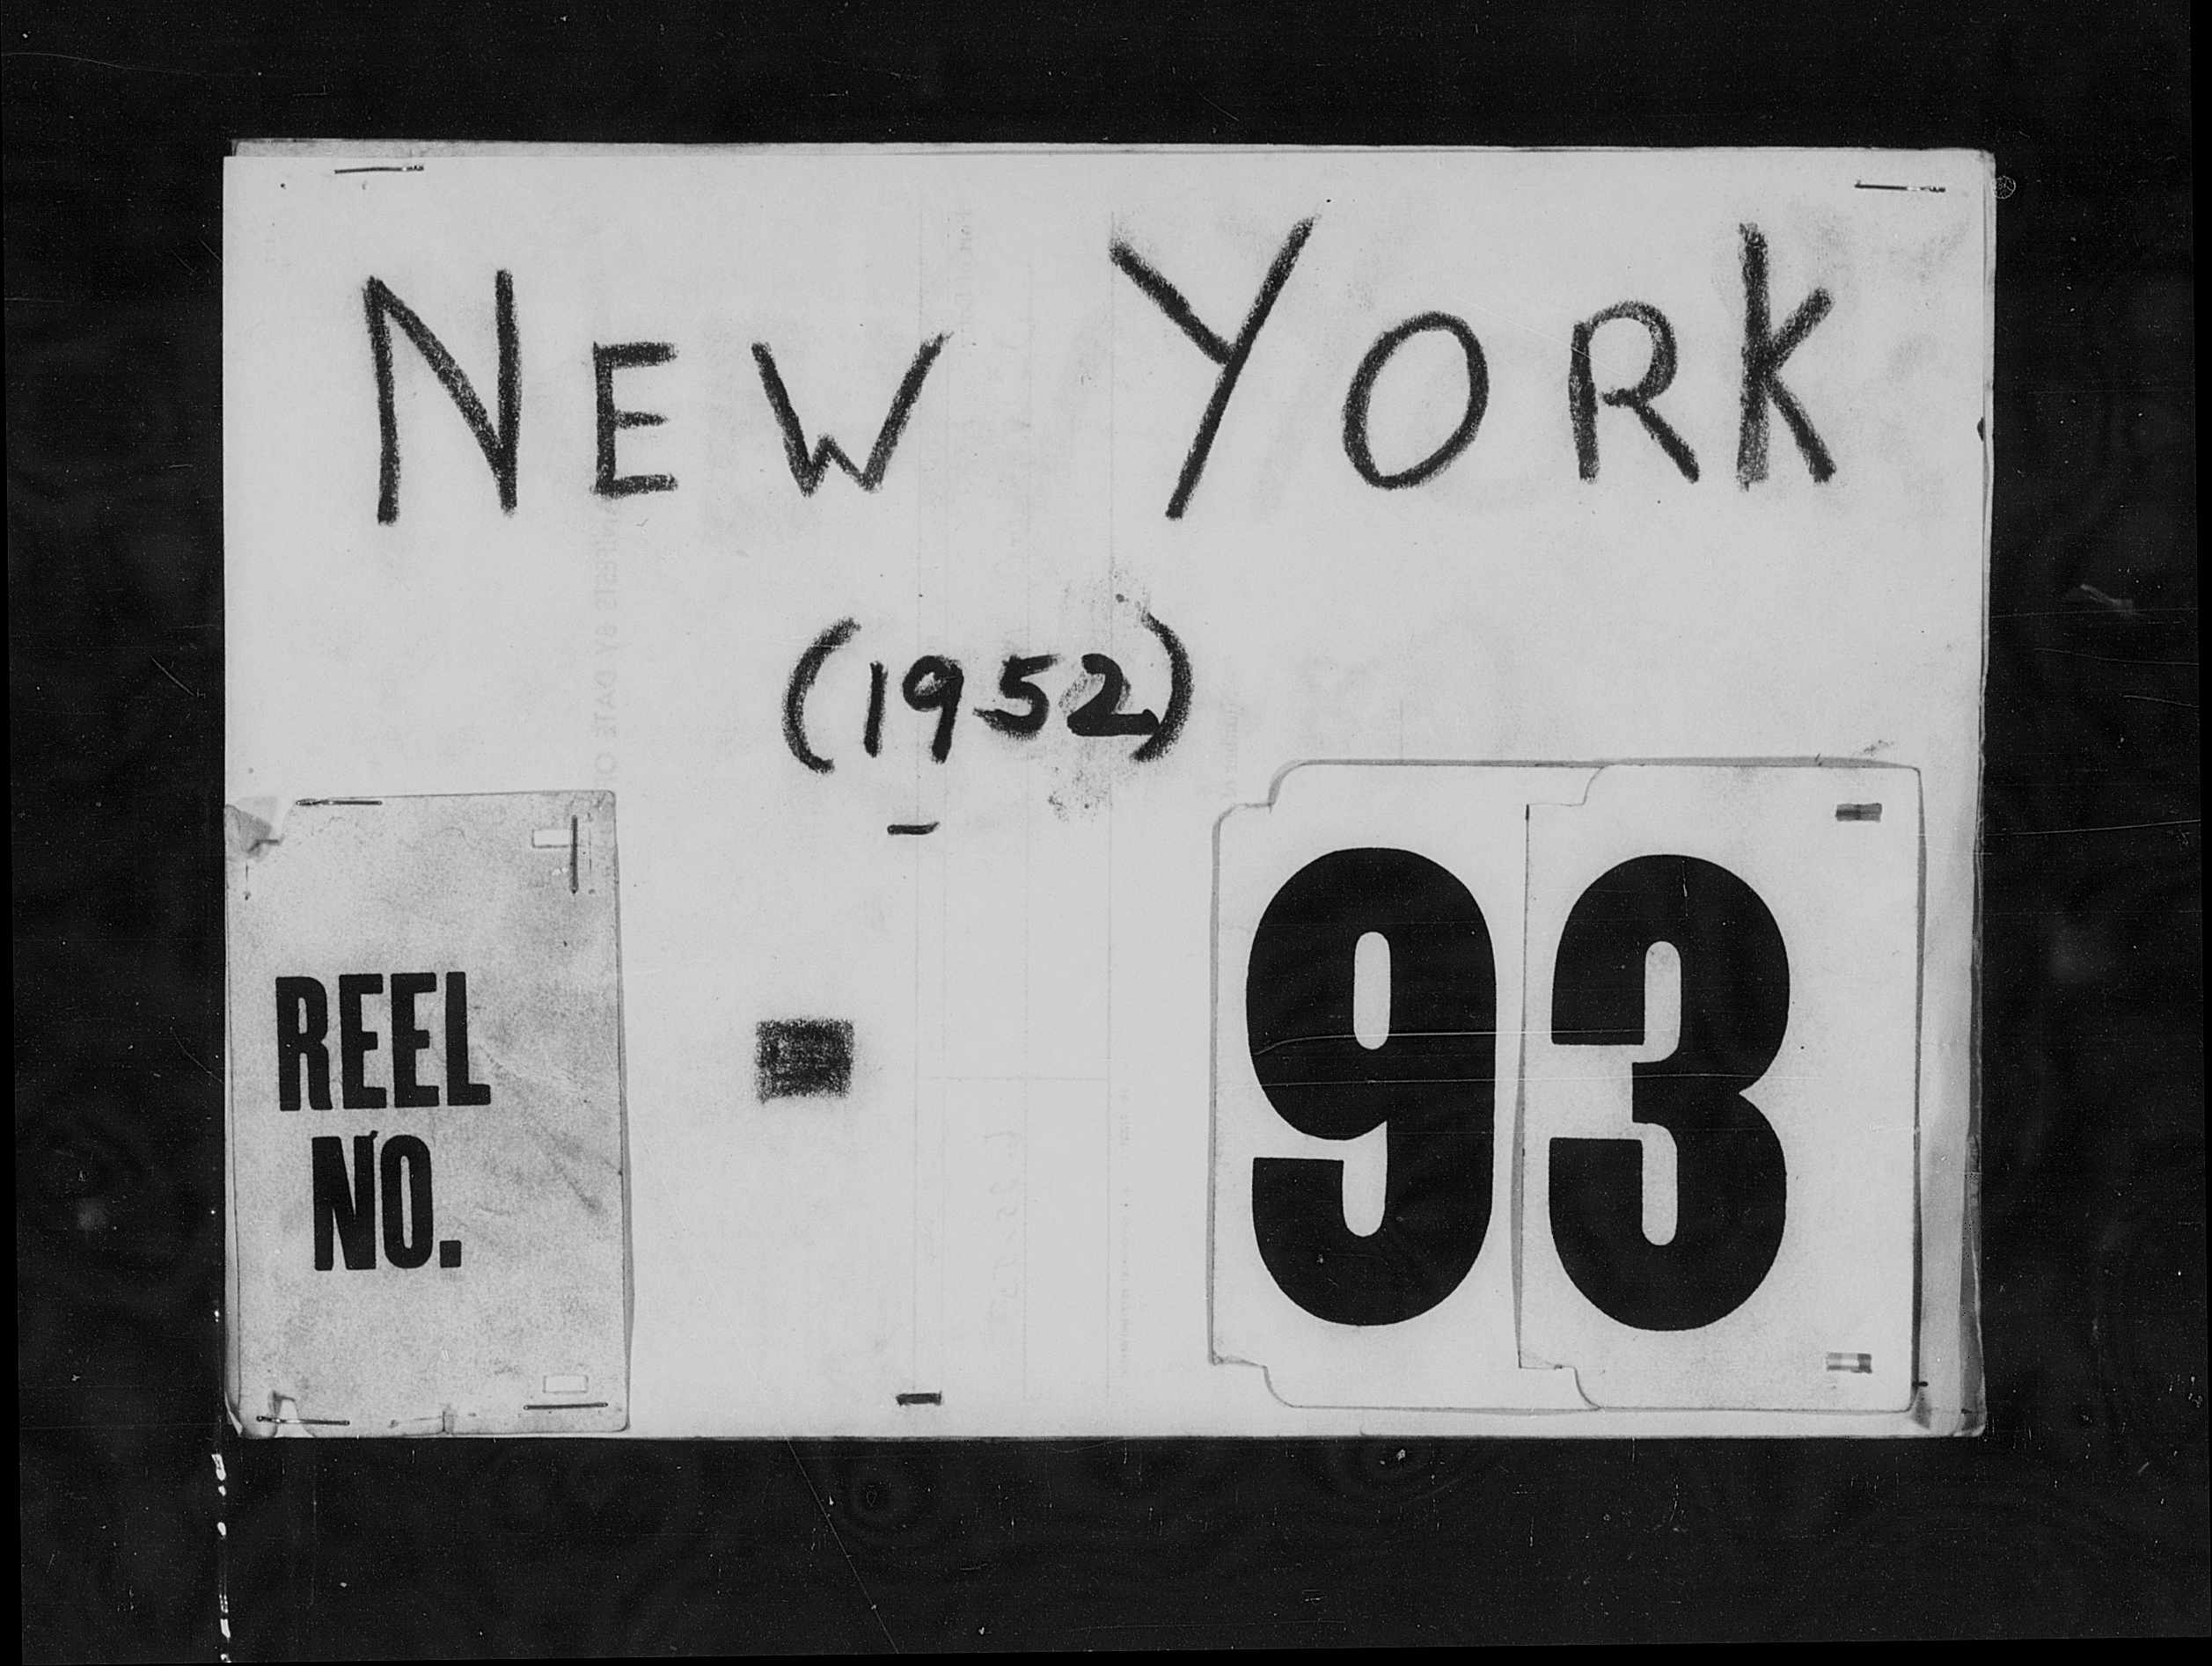 NEW YORK
(1952)
REEL
NO.
93